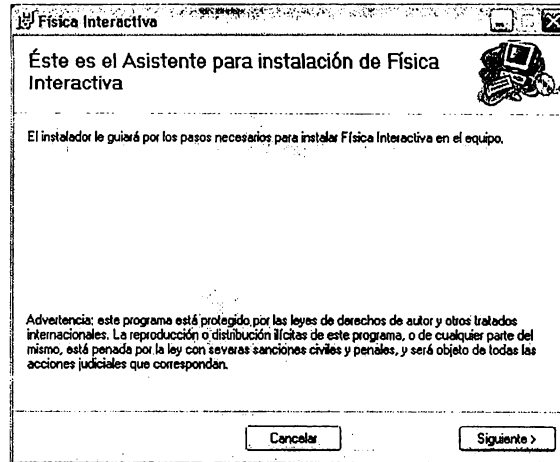 Física Interactiva
Éste es el Asistente para instalación de Física
Interactiva
El instalador le guiará por los pasos necesarios para instalar Física Interactiva en el equipo.
Advertencia: este programa está protegido por las leyes de derechos de autor y otros tratados
internacionales. La reproducción o distribución ilícitas de este programa, o de cualquier parte del
mismo, está penada por la ley con severas sanciones civiles y penales, y será objeto de todas las
acciones judiciales que correspondan.
Cancelar
Siguiente >